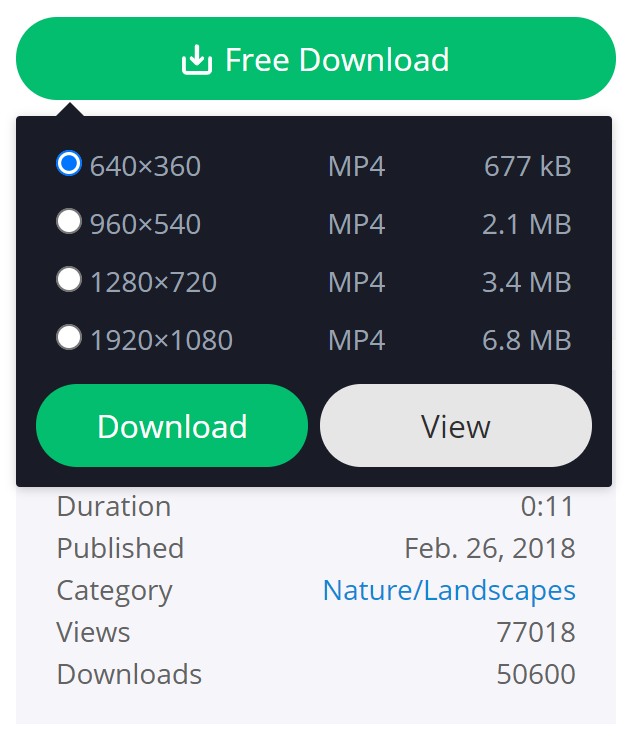 Free Download
640×360 MP4 677 kB
960×540 MP4 2.1 MB
1280×720 MP4 3.4 MB
1920×1080 MP4 6.8 MB
Download View
Duration 0:11
Published Feb. 26, 2018
Category Nature/Landscapes
Views 77018
Downloads 50600